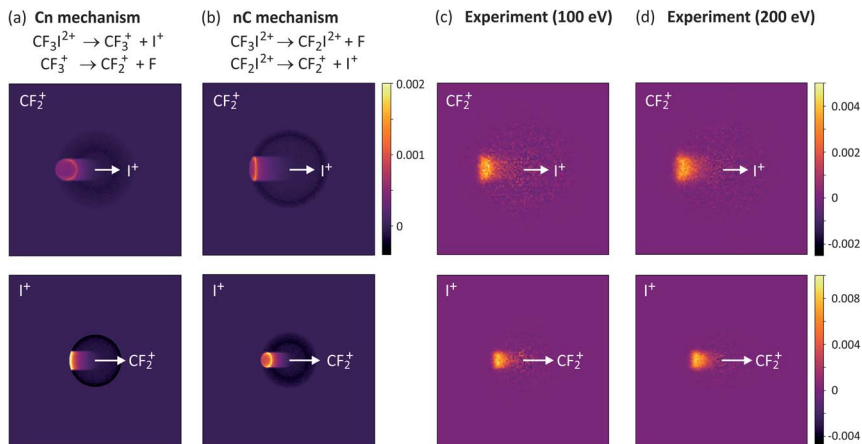 (a) Cn mechanism
CF₃I²⁺ → CF₃⁺ + I⁺
CF₃⁺ → CF₂⁺ + F
(b) nC mechanism
CF₃I²⁺ → CF₂I²⁺ + F
CF₂I²⁺ → CF₂⁺ + I⁺
(c) Experiment (100 eV)
(d) Experiment (200 eV)
CF₂⁺
I⁺
CF₂⁺
I⁺
0.002
0.001
0
CF₂⁺
I⁺
CF₂⁺
I⁺
0.004
0.002
0
-0.002
I⁺
CF₂⁺
I⁺
CF₂⁺
I⁺
CF₂⁺
I⁺
CF₂⁺
0.008
0.004
0
-0.004